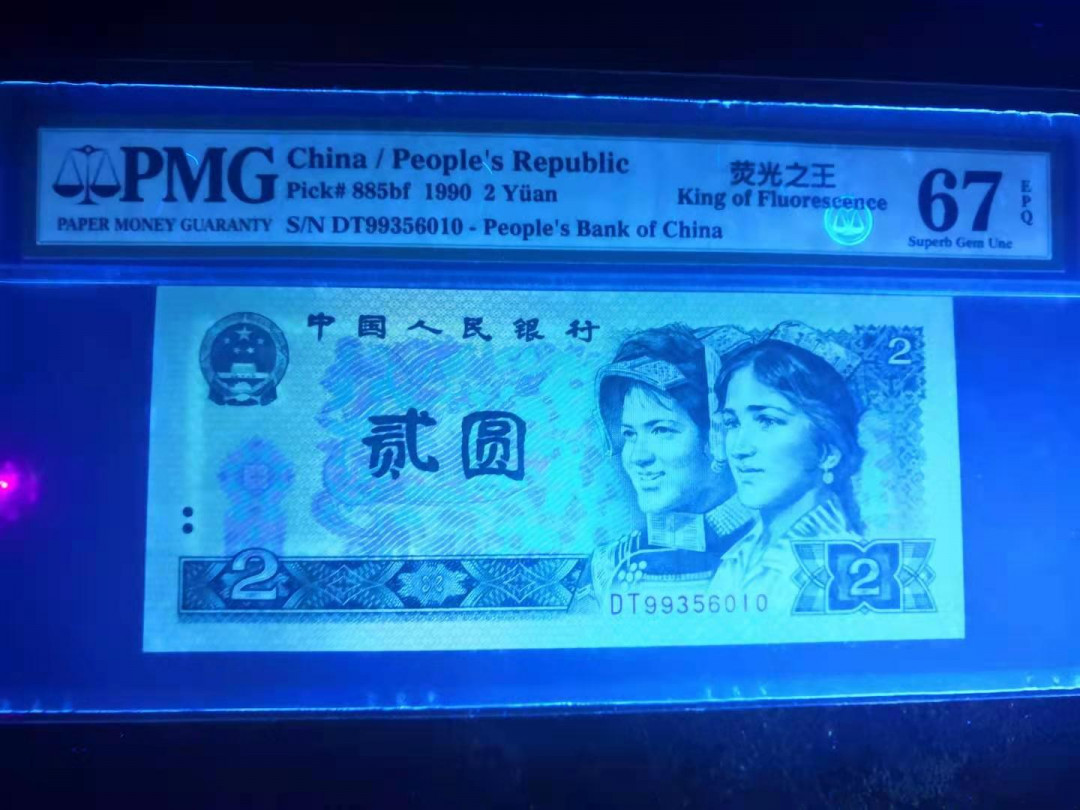 PMG
PAPER MONEY GUARANTY
China / People's Republic
Pick# 885bf 1990 2 Yüan
S/N DT99356010 - People's Bank of China
荧光之王
King of Fluorescence
67
EPQ
Superb Gem Unc
中国人民银行
贰圆
2
2
DT99356010
2